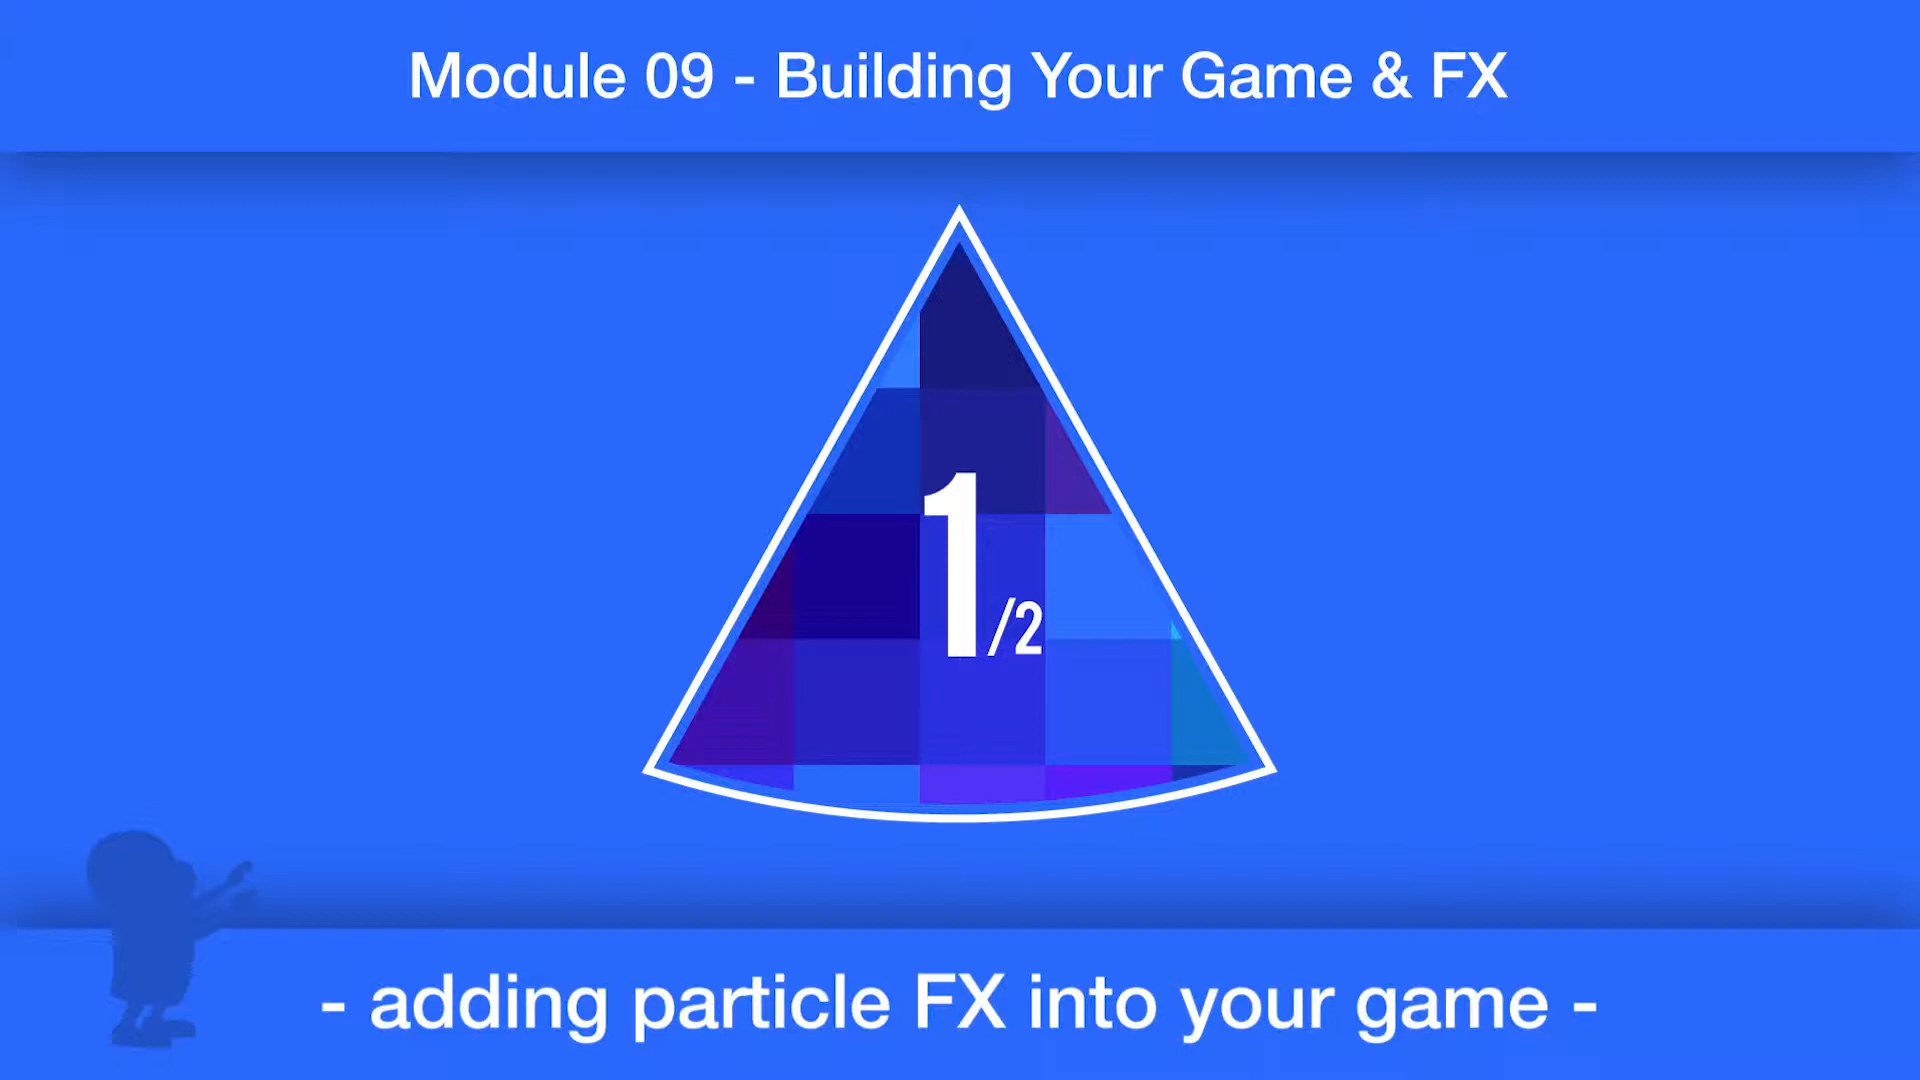 Module 09 - Building Your Game & FX
1/2
- adding particle FX into your game -